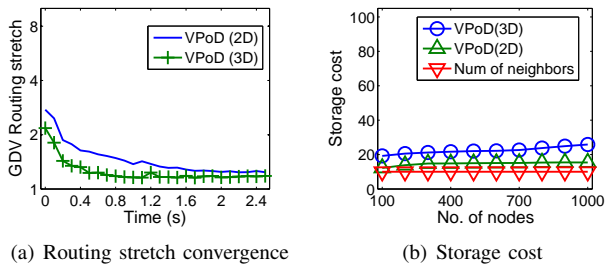 GDV Routing stretch
8
4
2
1
VPoD (2D)
VPoD (3D)
0 0.4 0.8 1.2 1.6 2 2.4
Time (s)
(a) Routing stretch convergence
Storage cost
100
80
60
40
20
0
VPoD(3D)
VPoD(2D)
Num of neighbors
100 400 700 1000
No. of nodes
(b) Storage cost